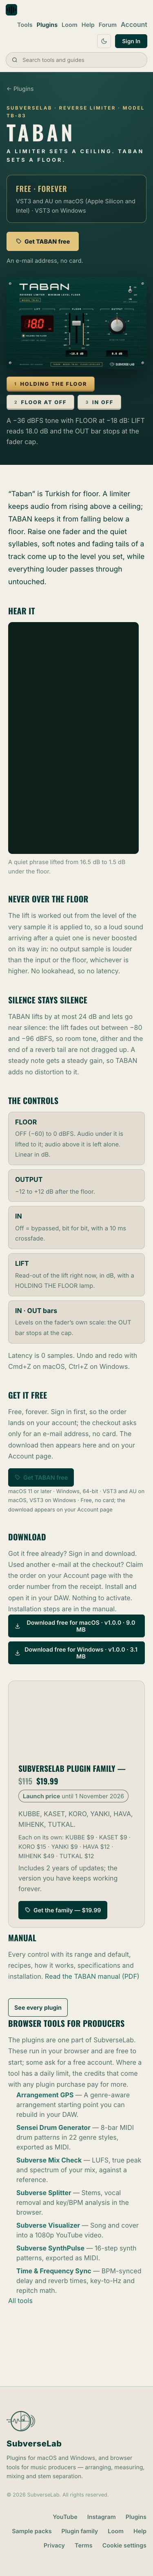 Tools Plugins Loom Help Forum Account
Sign In
Search tools and guides
← Plugins
SUBVERSELAB · REVERSE LIMITER · MODEL
TB-83
TABAN
A LIMITER SETS A CEILING. TABAN
SETS A FLOOR.
FREE · FOREVER
VST3 and AU on macOS (Apple Silicon and
Intel) · VST3 on Windows
Get TABAN free
An e-mail address, no card.
TABAN
18.0
1 HOLDING THE FLOOR
2 FLOOR AT OFF
3 IN OFF
A −36 dBFS tone with FLOOR at −18 dB: LIFT
reads 18.0 dB and the OUT bar stops at the
fader cap.
“Taban” is Turkish for floor. A limiter
keeps audio from rising above a ceiling;
TABAN keeps it from falling below a
floor. Raise one fader and the quiet
syllables, soft notes and fading tails of a
track come up to the level you set, while
everything louder passes through
untouched.
HEAR IT
A quiet phrase lifted from 16.5 dB to 1.5 dB
under the floor.
NEVER OVER THE FLOOR
The lift is worked out from the level of the
very sample it is applied to, so a loud sound
arriving after a quiet one is never boosted
on its way in: no output sample is louder
than the input or the floor, whichever is
higher. No lookahead, so no latency.
SILENCE STAYS SILENCE
TABAN lifts by at most 24 dB and lets go
near silence: the lift fades out between −80
and −96 dBFS, so room tone, dither and the
end of a reverb tail are not dragged up. A
steady note gets a steady gain, so TABAN
adds no distortion to it.
THE CONTROLS
FLOOR
OFF (−60) to 0 dBFS. Audio under it is
lifted to it; audio above it is left alone.
Linear in dB.
OUTPUT
−12 to +12 dB after the floor.
IN
Off = bypassed, bit for bit, with a 10 ms
crossfade.
LIFT
Read-out of the lift right now, in dB, with a
HOLDING THE FLOOR lamp.
IN · OUT bars
Levels on the fader’s own scale: the OUT
bar stops at the cap.
Latency is 0 samples. Undo and redo with
Cmd+Z on macOS, Ctrl+Z on Windows.
GET IT FREE
Free, forever. Sign in first, so the order
lands on your account; the checkout asks
only for an e-mail address, no card. The
download then appears here and on your
Account page.
Get TABAN free
macOS 11 or later · Windows, 64-bit · VST3 and AU on
macOS, VST3 on Windows · Free, no card; the
download appears on your Account page
DOWNLOAD
Got it free already? Sign in and download.
Used another e-mail at the checkout? Claim
the order on your Account page with the
order number from the receipt. Install and
open it in your DAW. Nothing to activate.
Installation steps are in the manual.
Download free for macOS · v1.0.0 · 9.0
MB
Download free for Windows · v1.0.0 · 3.1
MB
SUBVERSELAB PLUGIN FAMILY —
$115 $19.99
Launch price until 1 November 2026
KUBBE, KASET, KORO, YANKI, HAVA,
MIHENK, TUTKAL.
Each on its own: KUBBE $9 · KASET $9 ·
KORO $15 · YANKI $9 · HAVA $12 ·
MIHENK $49 · TUTKAL $12
Includes 2 years of updates; the
version you have keeps working
forever.
Get the family — $19.99
MANUAL
Every control with its range and default,
recipes, how it works, specifications and
installation. Read the TABAN manual (PDF)
See every plugin
BROWSER TOOLS FOR PRODUCERS
The plugins are one part of SubverseLab.
These run in your browser and are free to
start; some ask for a free account. Where a
tool has a daily limit, the credits that come
with any plugin purchase pay for more.
Arrangement GPS — A genre-aware
arrangement starting point you can
rebuild in your DAW.
Sensei Drum Generator — 8-bar MIDI
drum patterns in 22 genre styles,
exported as MIDI.
Subverse Mix Check — LUFS, true peak
and spectrum of your mix, against a
reference.
Subverse Splitter — Stems, vocal
removal and key/BPM analysis in the
browser.
Subverse Visualizer — Song and cover
into a 1080p YouTube video.
Subverse SynthPulse — 16-step synth
patterns, exported as MIDI.
Time & Frequency Sync — BPM-synced
delay and reverb times, key-to-Hz and
repitch math.
All tools
SubverseLab
Plugins for macOS and Windows, and browser
tools for music producers — arranging, measuring,
mixing and stem separation.
© 2026 SubverseLab. All rights reserved.
YouTube Instagram Plugins
Sample packs Plugin family Loom Help
Privacy Terms Cookie settings